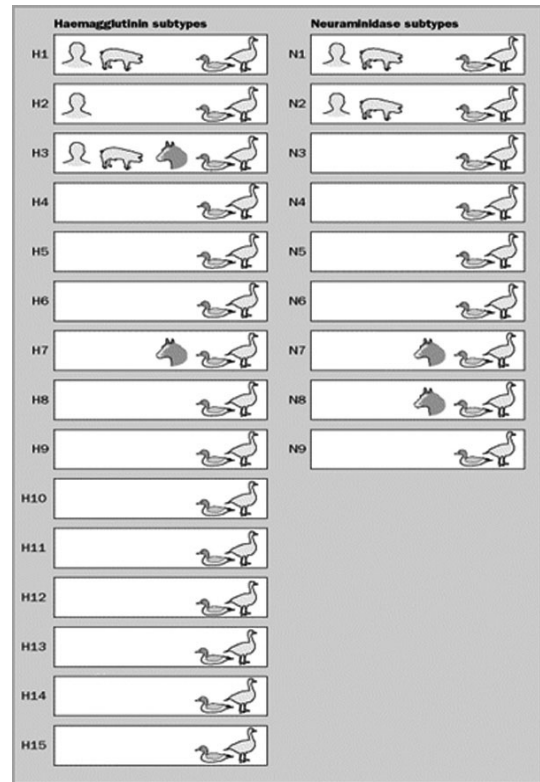 Haemagglutinin subtypes
H1
H2
H3
H4
H5
H6
H7
H8
H9
H10
H11
H12
H13
H14
H15
Neuraminidase subtypes
N1
N2
N3
N4
N5
N6
N7
N8
N9